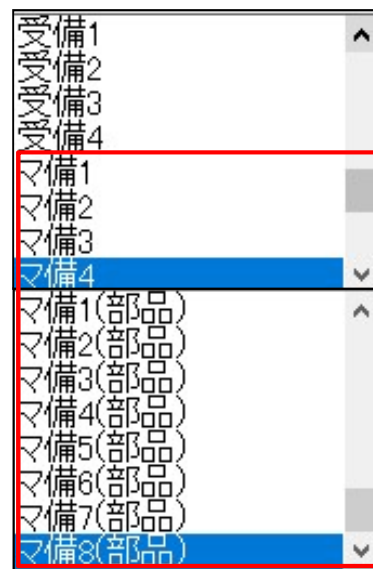 受備1
受備2
受備3
受備4
マ備1
マ備2
マ備3
マ備4
マ備1(部品)
マ備2(部品)
マ備3(部品)
マ備4(部品)
マ備5(部品)
マ備6(部品)
マ備7(部品)
マ備8(部品)